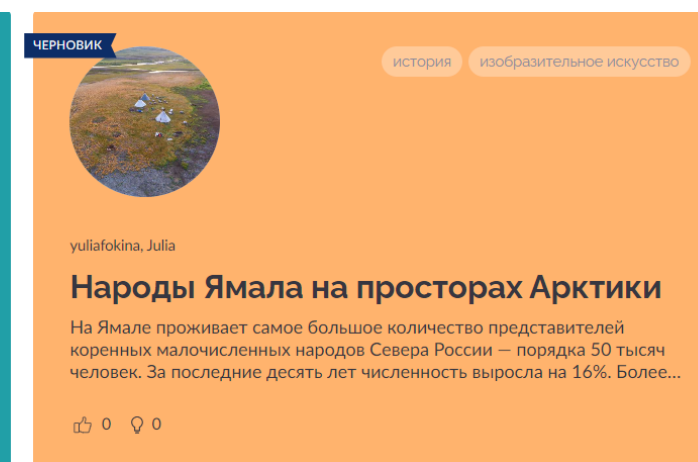 ЧЕРНОВИК
история изобразительное искусство
yuliafokina, Julia
Народы Ямала на просторах Арктики
На Ямале проживает самое большое количество представителей
коренных малочисленных народов Севера России — порядка 50 тысяч
человек. За последние десять лет численность выросла на 16%. Более...
0 0